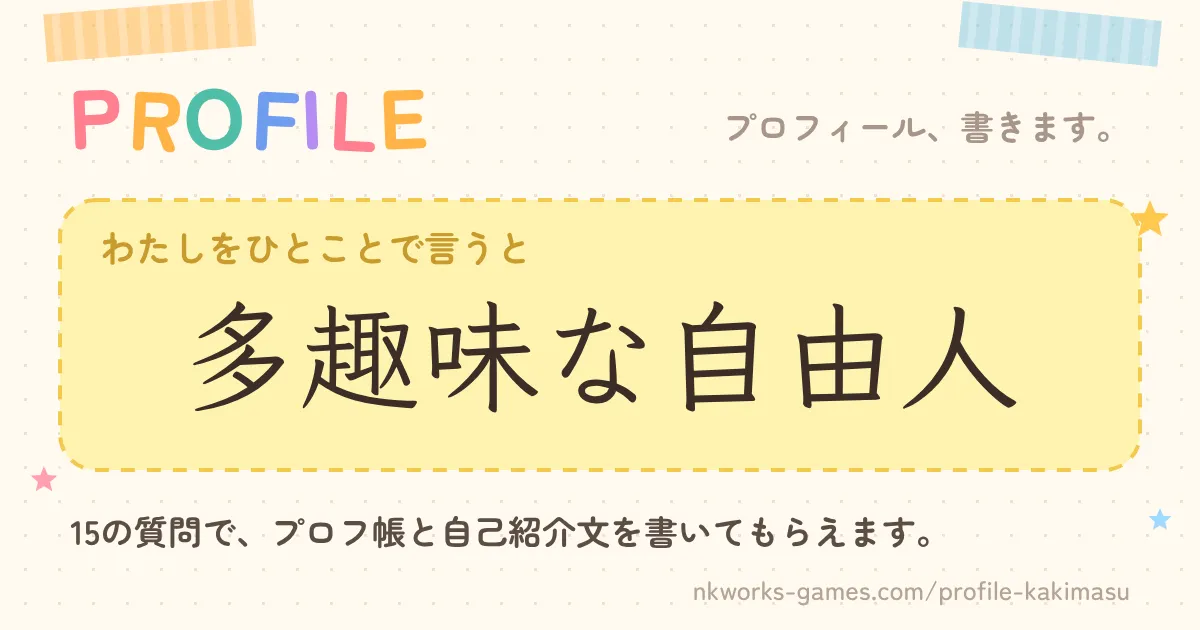 PROFILE
プロフィール、書きます。
わたしをひとことで言うと
多趣味な自由人
15の質問で、プロフ帳と自己紹介文を書いてもらえます。
nkworks-games.com/profile-kakimasu